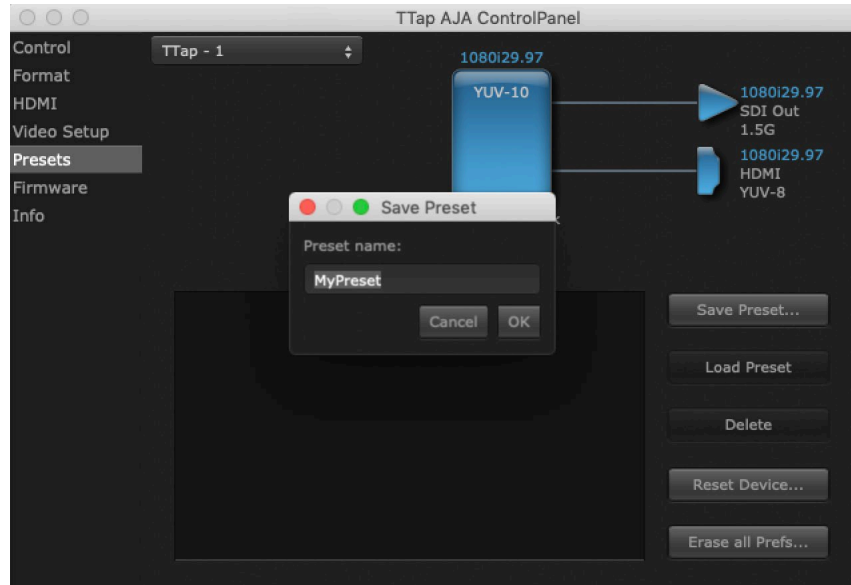 TTap AJA ControlPanel
Control
Format
HDMI
Video Setup
Presets
Firmware
Info
TTap - 1
1080i29.97
YUV-10
1080i29.97
SDI Out
1.5G
1080i29.97
HDMI
YUV-8
Save Preset
Preset name:
MyPreset
Cancel
OK
Save Preset...
Load Preset
Delete
Reset Device...
Erase all Prefs...